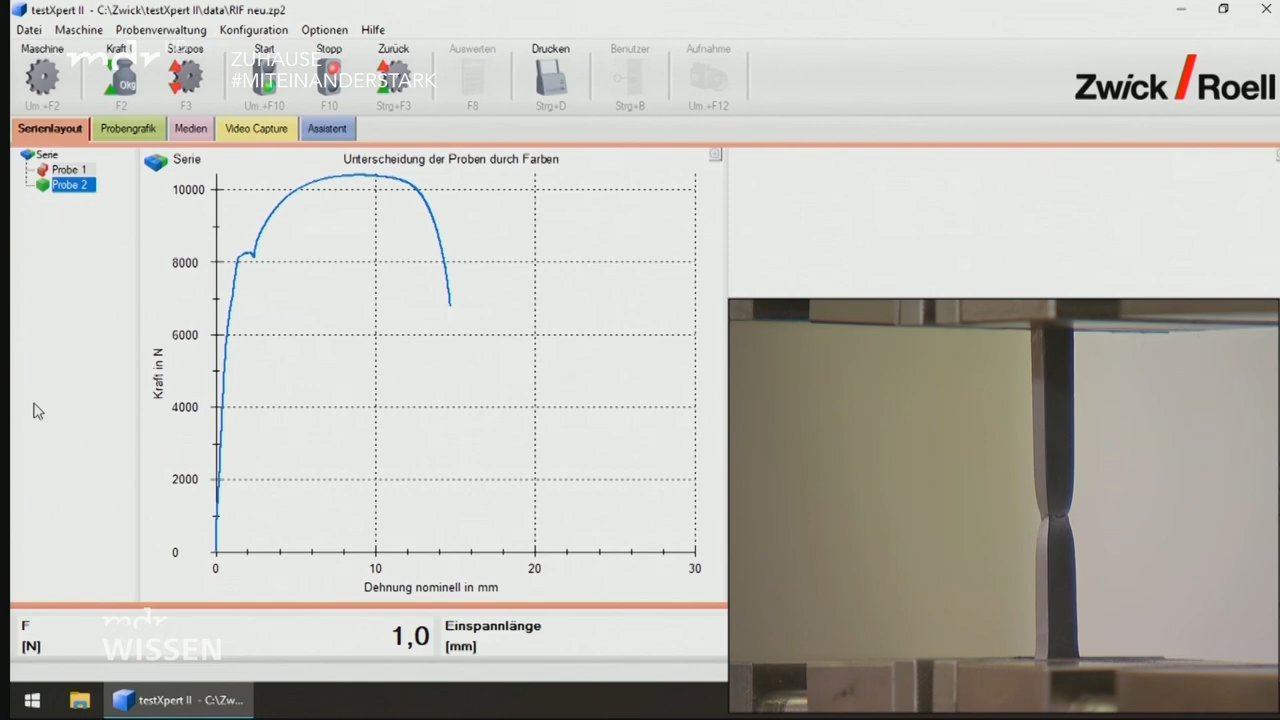 testXpert II - C:\Zwick\testXpert II\data\RIF neu.zp2
Datei Maschine Probenverwaltung Konfiguration Optionen Hilfe
Maschine Kraft Start Stopp Zurück Auswerten Drucken Benutzer Aufnahme
mdr
ZUHAUSE
#MITEINANDERSTARK
0kg
Um.+F2 F2 F3 Um.+F10 F10 Strg+F3 F8 Strg+D Strg+B Um.+F12
Zwick / Roell
Serienlayout Probengrafik Medien Video Capture Assistent
Serie
Probe 1
Probe 2
Serie
Unterscheidung der Proben durch Farben
10000
8000
6000
4000
2000
0
Kraft in N
0 10 20 30
Dehnung nominell in mm
F
[N]
1,0
Einspannlänge
[mm]
mdr
WISSEN
testXpert II - C:\Zw...